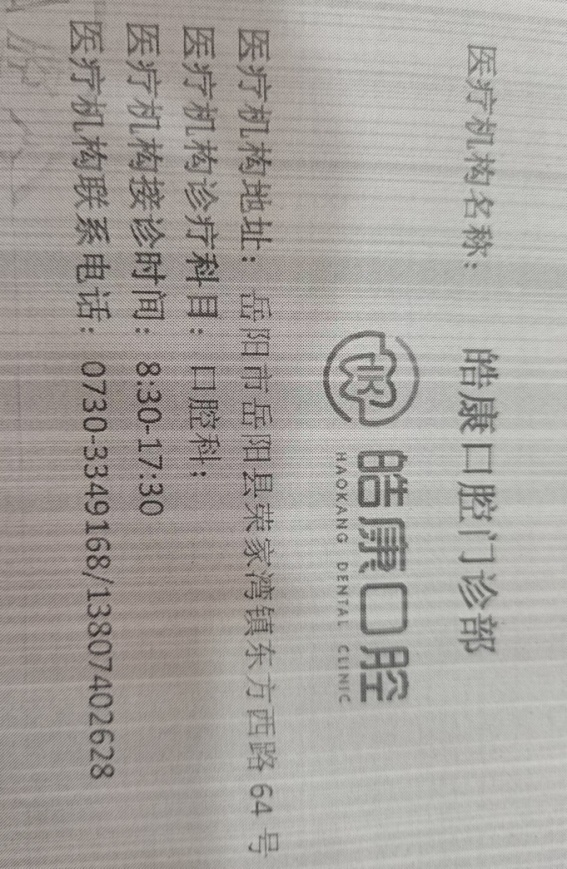 医疗机构名称： 皓康口腔门诊部
皓康口腔
HAOKANG DENTAL CLINIC
医疗机构地址：岳阳市岳阳县荣家湾镇东方西路 64 号
医疗机构诊疗科目：口腔科；
医疗机构接诊时间：8:30-17:30
医疗机构联系电话：0730-3349168/13807402628